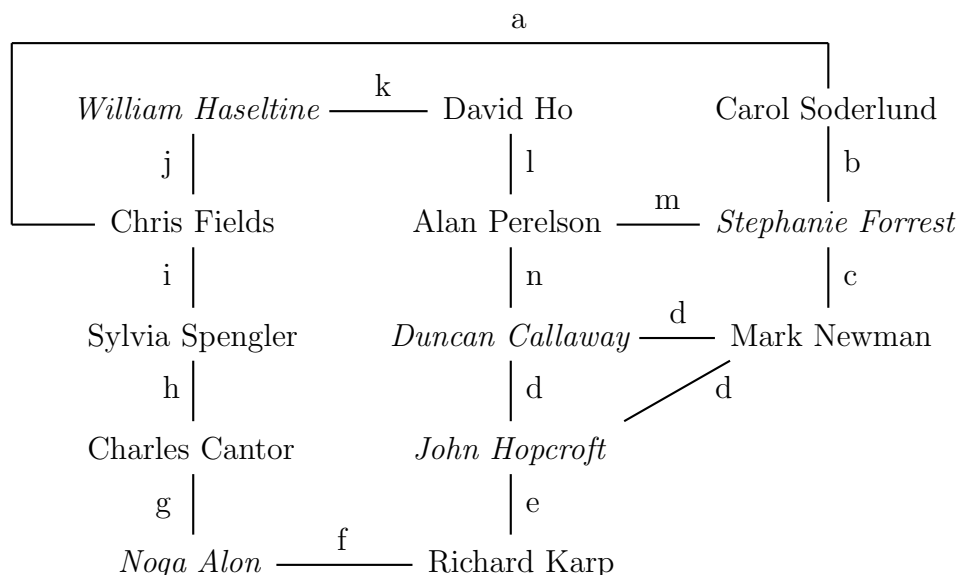 a
William Haseltine k David Ho Carol Soderlund
j l b
Chris Fields Alan Perelson m Stephanie Forrest
i n c
Sylvia Spengler Duncan Callaway d Mark Newman
h d d
Charles Cantor John Hopcroft
g e
Noga Alon f Richard Karp